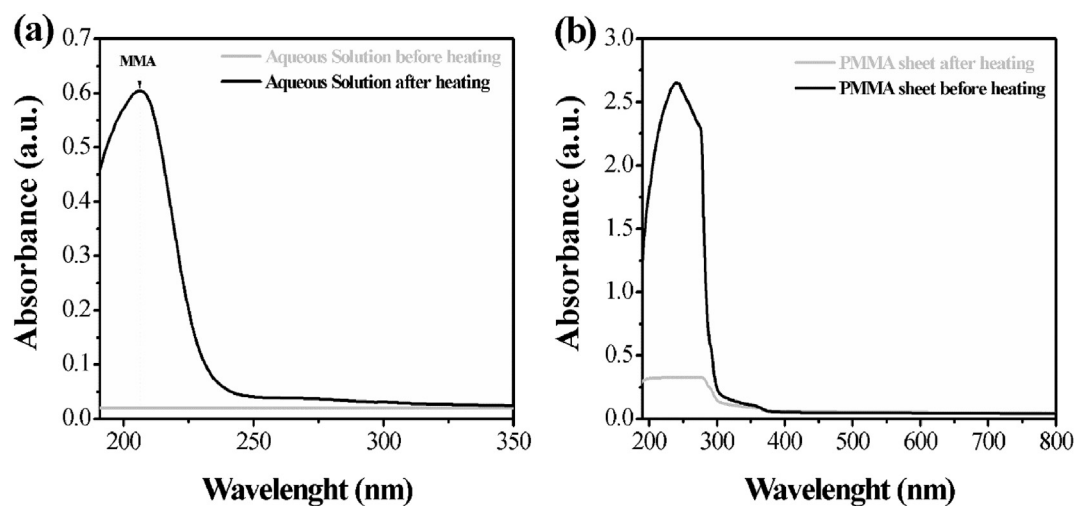 (a)
0.7
0.6
0.5
0.4
0.3
0.2
0.1
0.0
Absorbance (a.u.)
MMA
Aqueous Solution before heating
Aqueous Solution after heating
200
250
300
350
Wavelenght (nm)
(b)
3.0
2.5
2.0
1.5
1.0
0.5
0.0
Absorbance (a.u.)
PMMA sheet after heating
PMMA sheet before heating
200
300
400
500
600
700
800
Wavelenght (nm)